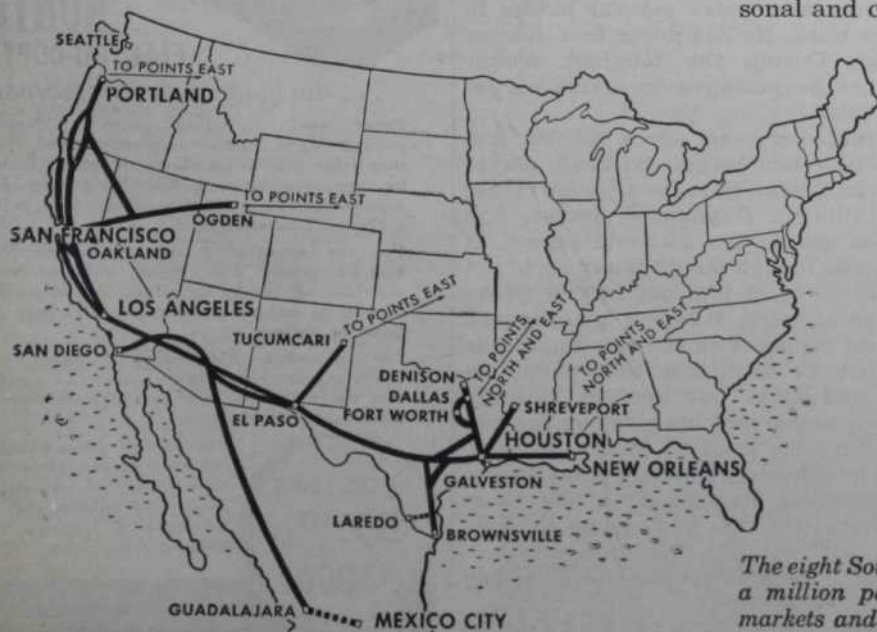 sonal and c
SEATTLE
TO POINTS EAST
PORTLAND
TO POINTS EAST
OGDEN
SAN FRANCISCO
OAKLAND
LOS ANGELES
TO POINTS EAST
TUCUMCARI
SAN DIEGO
TO POINTS
NORTH AND EAST
TO POINTS
NORTH AND EAST
DENISON
DALLAS
FORT WORTH
SHREVEPORT
EL PASO
HOUSTON
NEW ORLEANS
GALVESTON
LAREDO
BROWNSVILLE
The eight Sou
a million pe
markets and
GUADALAJARA
MEXICO CITY